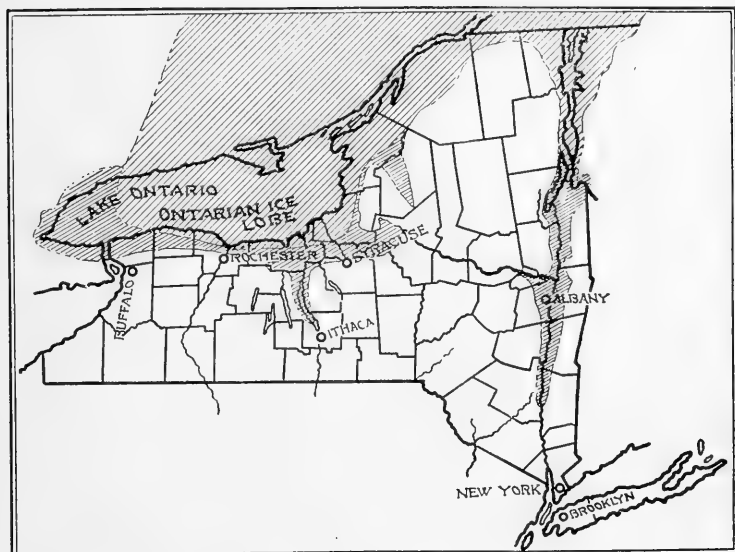 LAKE ONTARIO
ONTARIAN ICE
LOBE
ROCHESTER
SYRACUSE
BUFFALO
ALBANY
ITHACA
NEW YORK
BROOKLYN